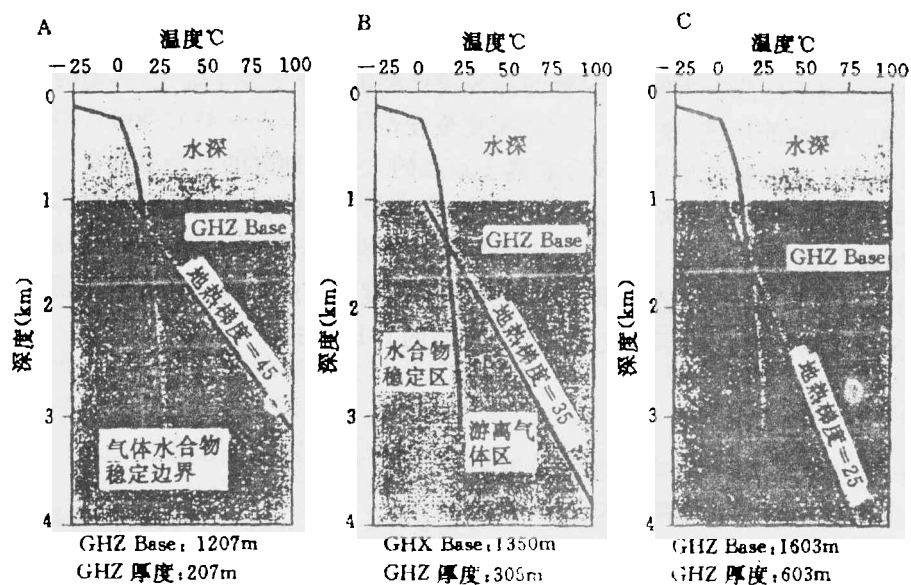 A
温度℃
-25 0 25 50 75 100
0
1
2
3
4
深度(km)
水深
GHZ Base
地热梯度=45
气体水合物
稳定边界
GHZ Base: 1207m
GHZ 厚度:207m
B
温度℃
-25 0 25 50 75 100
0
1
2
3
4
深度(km)
水深
GHZ Base
水合物
稳定区
地热梯度=35
游离气
体区
GHX Base:1350m
GHZ 厚度:306m
C
温度℃
-25 0 25 50 75 100
0
1
2
3
4
深度(km)
水深
GHZ Base
地热梯度=25
GHZ Base:1603m
GHZ 厚度:603m